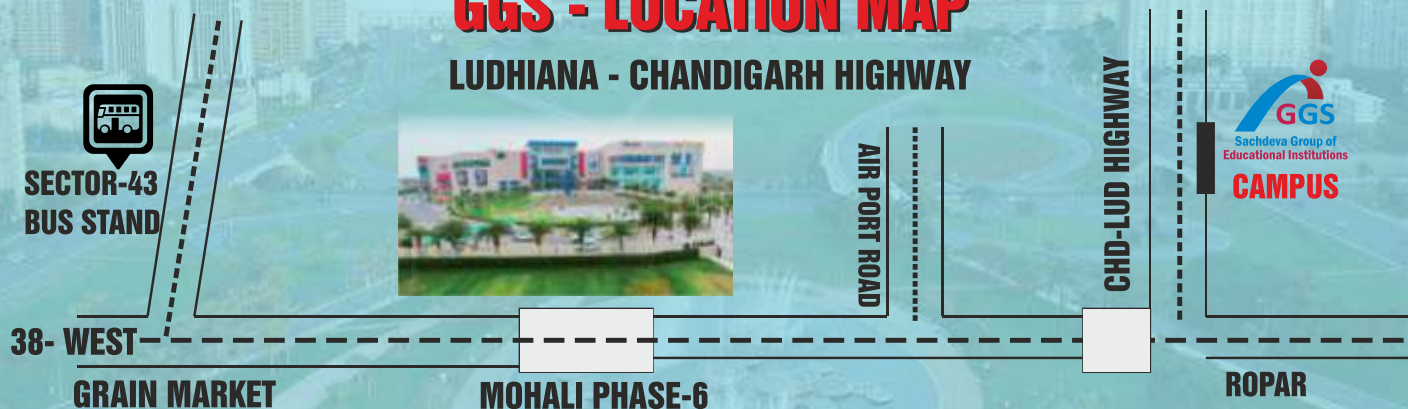 GGS - LOCATION MAP
LUDHIANA - CHANDIGARH HIGHWAY
SECTOR-43
BUS STAND
AIR PORT ROAD
CHD-LUD HIGHWAY
GGS
Sachdeva Group of
Educational Institutions
CAMPUS
38- WEST
GRAIN MARKET
MOHALI PHASE-6
ROPAR